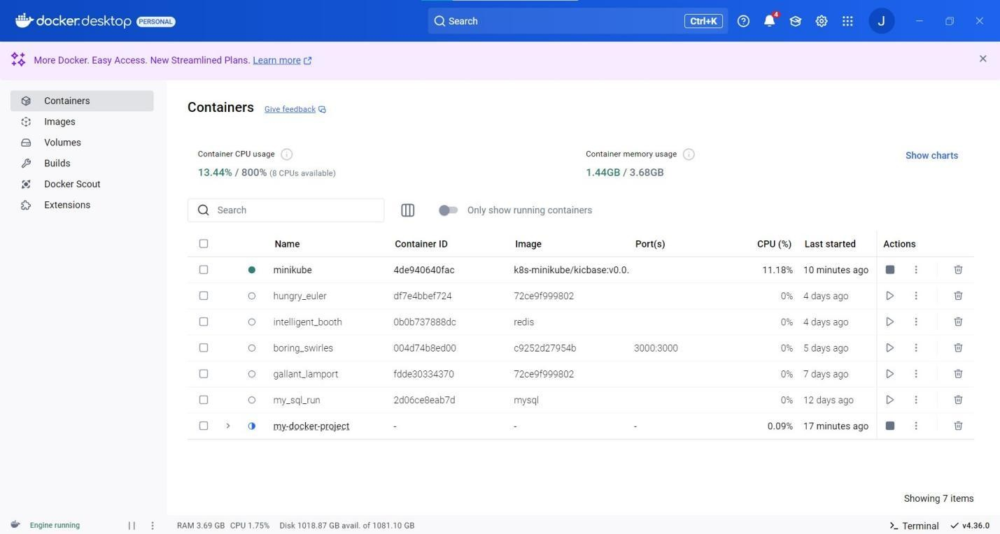 docker desktop PERSONAL Search Ctrl+K 4 J
More Docker. Easy Access. New Streamlined Plans. Learn more
Containers
Images
Volumes
Builds
Docker Scout
Extensions
Containers Give feedback
Container CPU usage
13.44% / 800% (8 CPUs available)
Container memory usage
1.44GB / 3.68GB
Show charts
Search
Only show running containers
Name Container ID Image Port(s) CPU (%) Last started Actions
minikube 4de940640fac k8s-minikube/kicbase:v0.0. 11.18% 10 minutes ago
hungry_euler df7e4bbef724 72ce9f999802 0% 4 days ago
intelligent_booth 0b0b737888dc redis 0% 4 days ago
boring_swirles 004d74b8ed00 c9252d27954b 3000:3000 0% 5 days ago
gallant_lamport fdde30334370 72ce9f999802 0% 7 days ago
my_sql_run 2d06ce8eab7d mysql 0% 12 days ago
my-docker-project - - - 0.09% 17 minutes ago
Showing 7 items
Engine running RAM 3.69 GB CPU 1.75% Disk 1018.87 GB avail. of 1081.10 GB Terminal v4.36.0